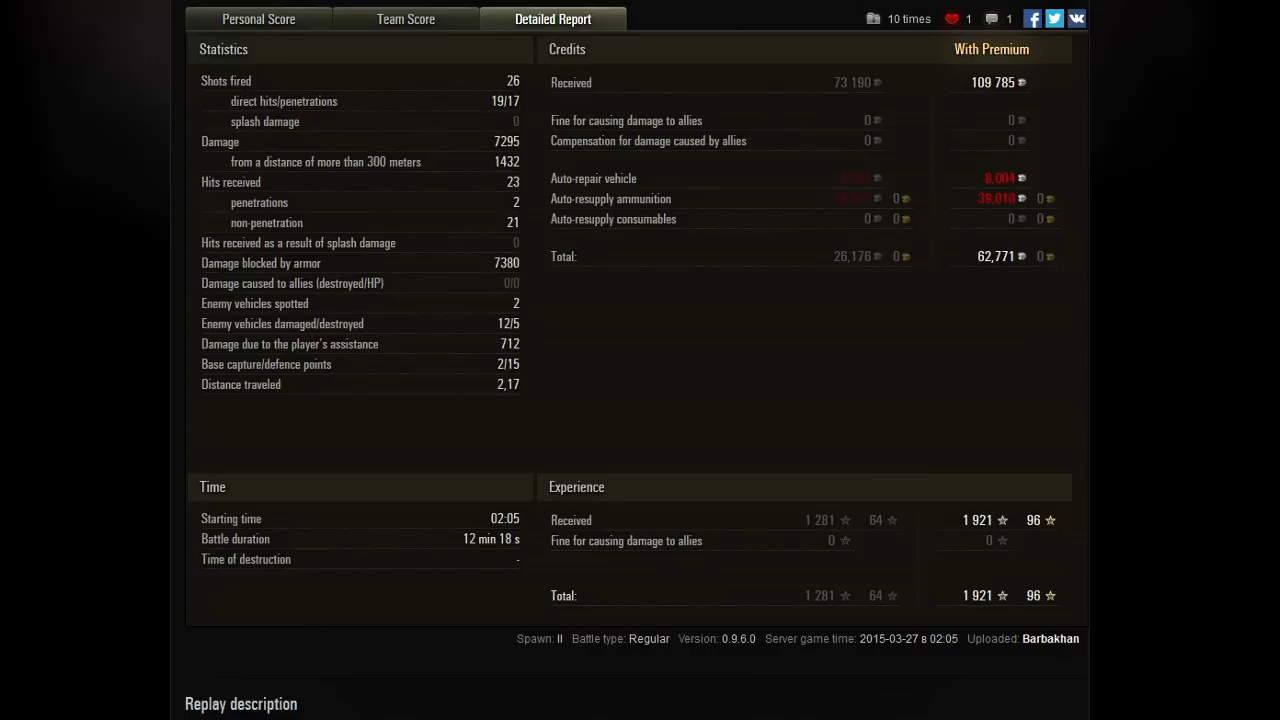 Personal Score Team Score Detailed Report 10 times 1 1
Statistics Credits With Premium
Shots fired 26
direct hits/penetrations 19/17
splash damage 0
Damage 7295
from a distance of more than 300 meters 1432
Hits received 23
penetrations 2
non-penetration 21
Hits received as a result of splash damage 0
Damage blocked by armor 7380
Damage caused to allies (destroyed/HP) 0/0
Enemy vehicles spotted 2
Enemy vehicles damaged/destroyed 12/5
Damage due to the player's assistance 712
Base capture/defence points 2/15
Distance traveled 2,17
Received 73 190 109 785
Fine for causing damage to allies 0 0
Compensation for damage caused by allies 0 0
Auto-repair vehicle 8,004
Auto-resupply ammunition 0 39,010 0
Auto-resupply consumables 0 0 0 0
Total: 26,176 0 62,771 0
Time
Starting time 02:05
Battle duration 12 min 18 s
Time of destruction -
Experience
Received 1 281 64 1 921 96
Fine for causing damage to allies 0 0
Total: 1 281 64 1 921 96
Spawn: II Battle type: Regular Version: 0.9.6.0 Server game time: 2015-03-27 в 02:05 Uploaded: Barbakhan
Replay description